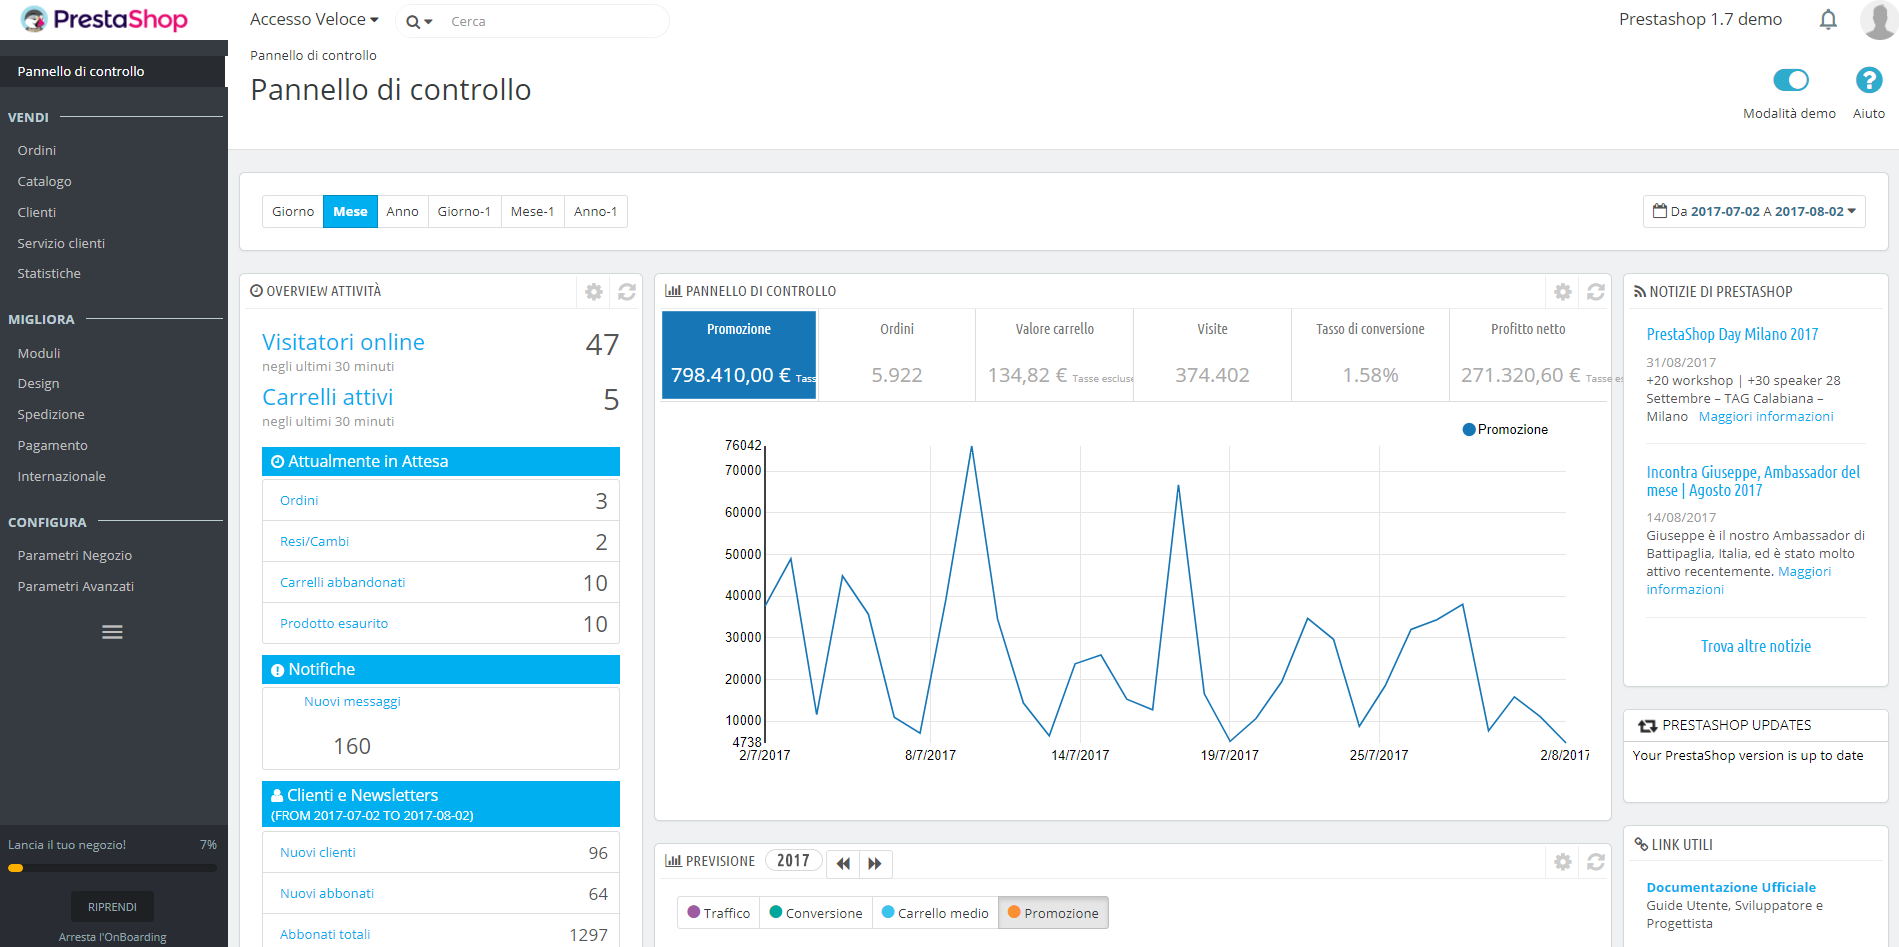 PrestaShop
Accesso Veloce
Cerca
Prestashop 1.7 demo
Pannello di controllo
Pannello di controllo
Modalità demo
Aiuto
Pannello di controllo
VENDI
Ordini
Catalogo
Clienti
Servizio clienti
Statistiche
MIGLIORA
Moduli
Design
Spedizione
Pagamento
Internazionale
CONFIGURA
Parametri Negozio
Parametri Avanzati
Lancia il tuo negozio! 7%
RIPRENDI
Arresta l'OnBoarding
Giorno Mese Anno Giorno-1 Mese-1 Anno-1
Da 2017-07-02 A 2017-08-02
OVERVIEW ATTIVITÀ
Visitatori online 47
negli ultimi 30 minuti
Carrelli attivi 5
negli ultimi 30 minuti
Attualmente in Attesa
Ordini 3
Resi/Cambi 2
Carrelli abbandonati 10
Prodotto esaurito 10
Notifiche
Nuovi messaggi
160
Clienti e Newsletters
(FROM 2017-07-02 TO 2017-08-02)
Nuovi clienti 96
Nuovi abbonati 64
Abbonati totali 1297
PANNELLO DI CONTROLLO
Promozione Ordini Valore carrello Visite Tasso di conversione Profitto netto
798.410,00 € Tass 5.922 134,82 € Tasse escluse 374.402 1.58% 271.320,60 € Tasse es
Promozione
76042
70000
60000
50000
40000
30000
20000
10000
4738
2/7/2017 8/7/2017 14/7/2017 19/7/2017 25/7/2017 2/8/2017
PREVISIONE 2017
Traffico Conversione Carrello medio Promozione
NOTIZIE DI PRESTASHOP
PrestaShop Day Milano 2017
31/08/2017
+20 workshop | +30 speaker 28
Settembre – TAG Calabiana –
Milano Maggiori informazioni
Incontra Giuseppe, Ambassador del
mese | Agosto 2017
14/08/2017
Giuseppe è il nostro Ambassador di
Battipaglia, Italia, ed è stato molto
attivo recentemente. Maggiori
informazioni
Trova altre notizie
PRESTASHOP UPDATES
Your PrestaShop version is up to date
LINK UTILI
Documentazione Ufficiale
Guide Utente, Sviluppatore e
Progettista